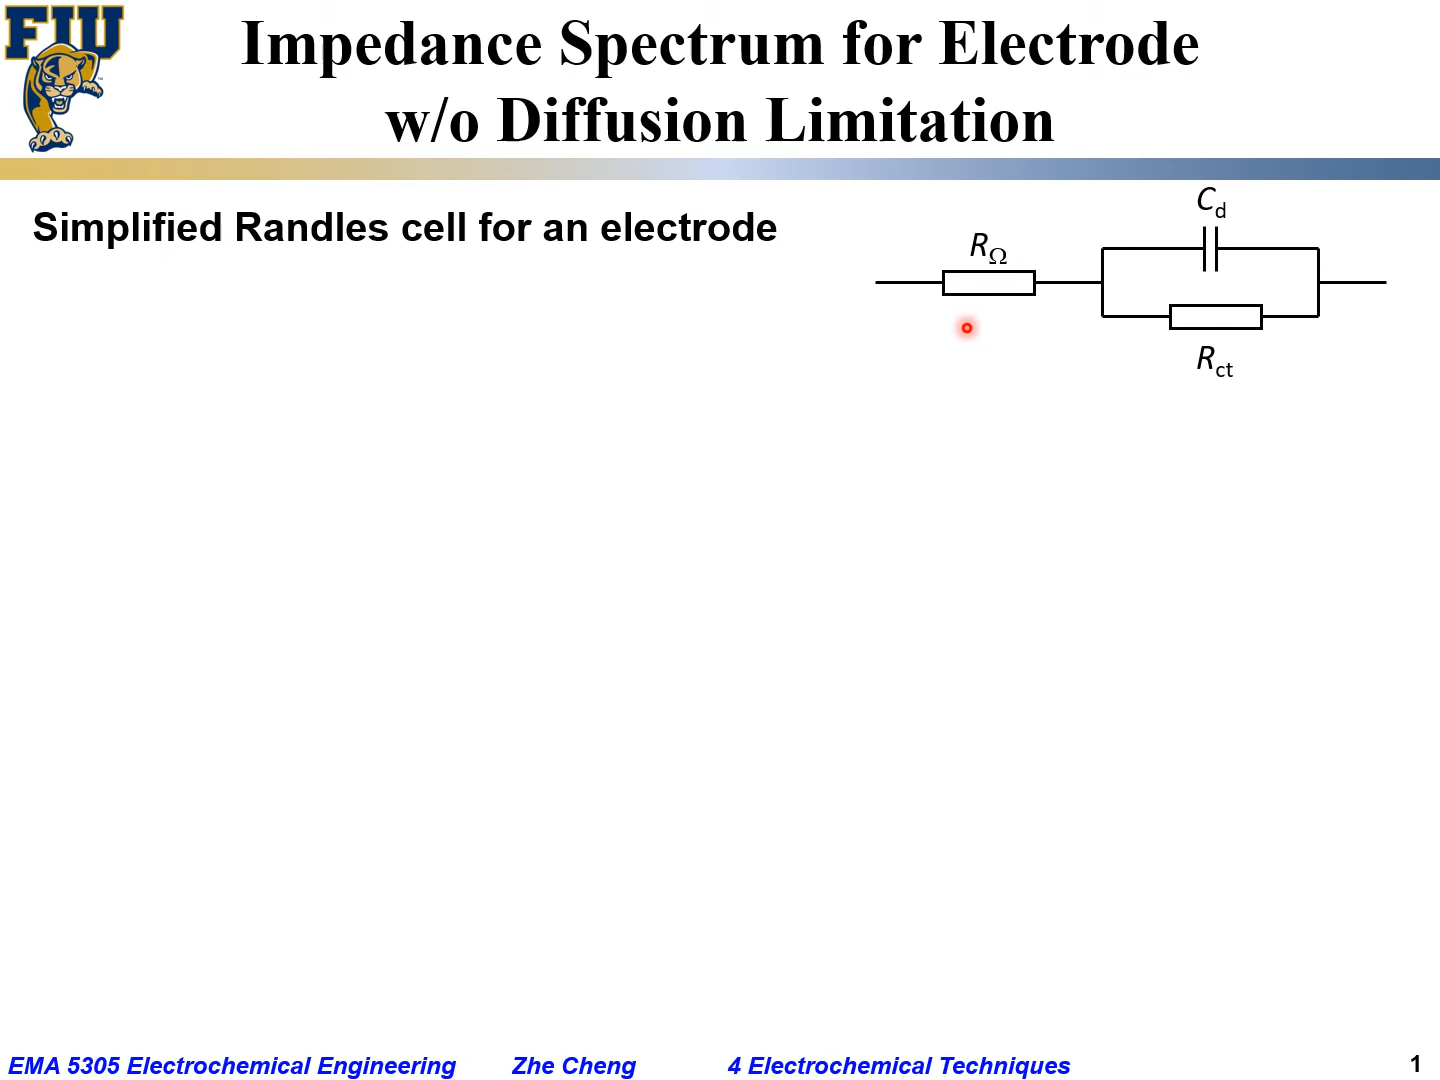 FIU
Impedance Spectrum for Electrode
w/o Diffusion Limitation
Simplified Randles cell for an electrode
Cd
RΩ
Rct
EMA 5305 Electrochemical Engineering Zhe Cheng 4 Electrochemical Techniques 1